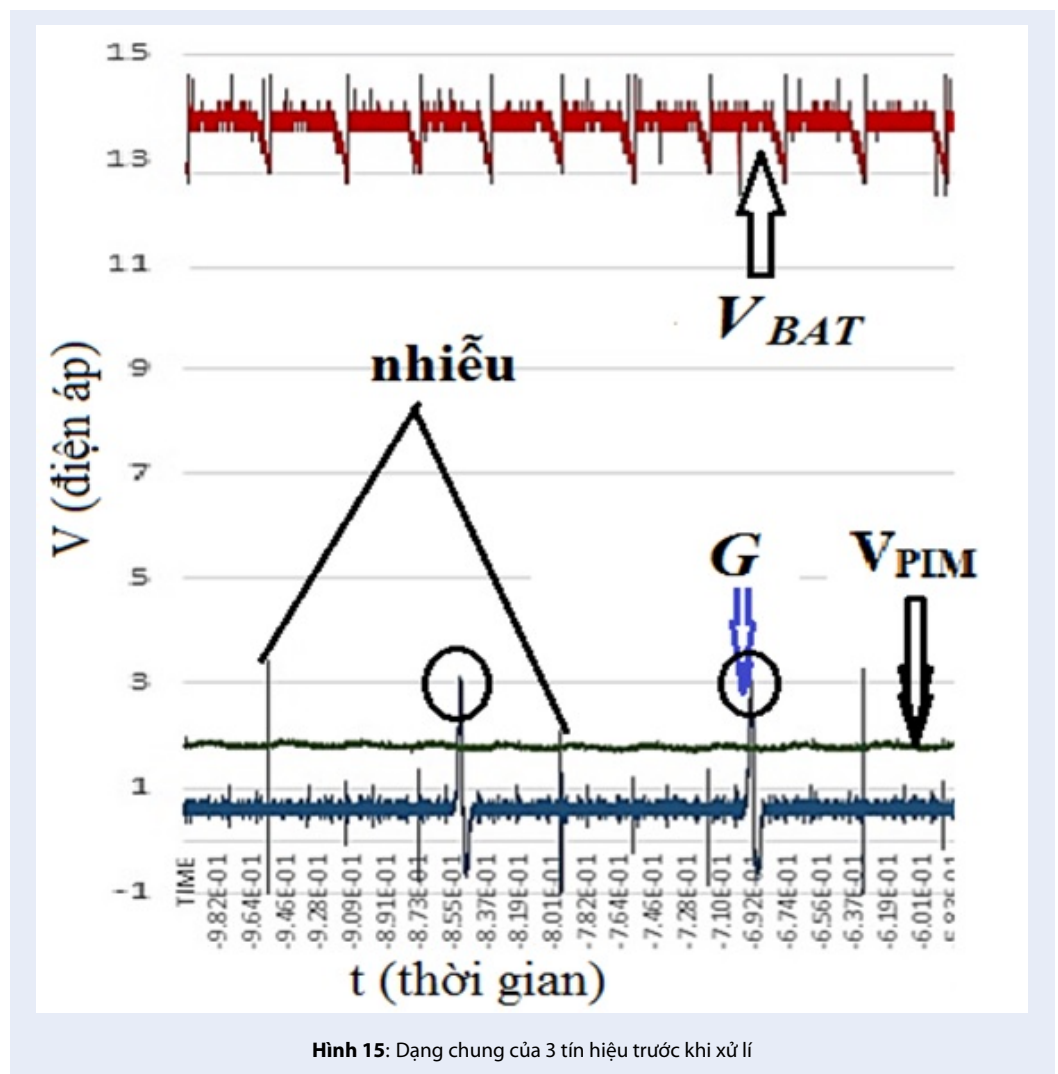 15
13
11
9
7
5
3
1
-1
V (điện áp)
V BAT
nhiễu
G
VPIM
TIME
-9.82E-01
-9.64E-01
-9.46E-01
-9.28E-01
-9.09E-01
-8.91E-01
-8.73E-01
-8.55E-01
-8.37E-01
-8.19E-01
-8.01E-01
-7.82E-01
-7.64E-01
-7.46E-01
-7.28E-01
-7.10E-01
-6.92E-01
-6.74E-01
-6.56E-01
-6.37E-01
-6.19E-01
-6.01E-01
t (thời gian)
Hình 15: Dạng chung của 3 tín hiệu trước khi xử lí